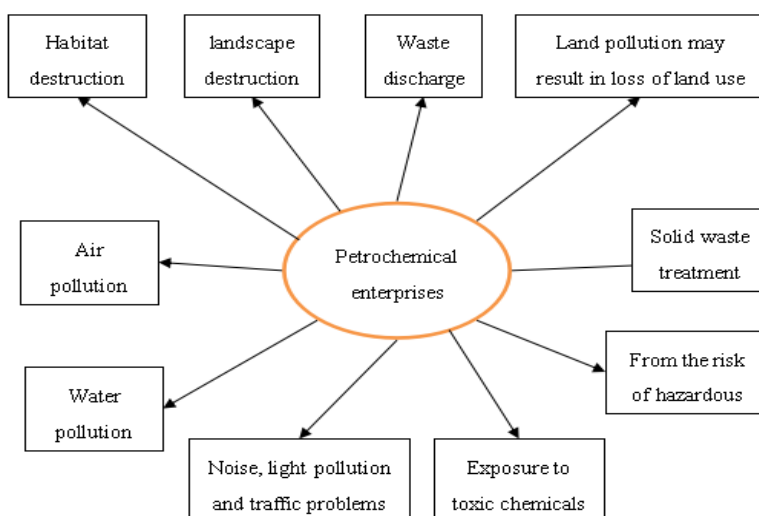 Habitat
destruction
landscape
destruction
Waste
discharge
Land pollution may
result in loss of land use
Air
pollution
Petrochemical
enterprises
Solid waste
treatment
Water
pollution
From the risk
of hazardous
Noise, light pollution
and traffic problems
Exposure to
toxic chemicals